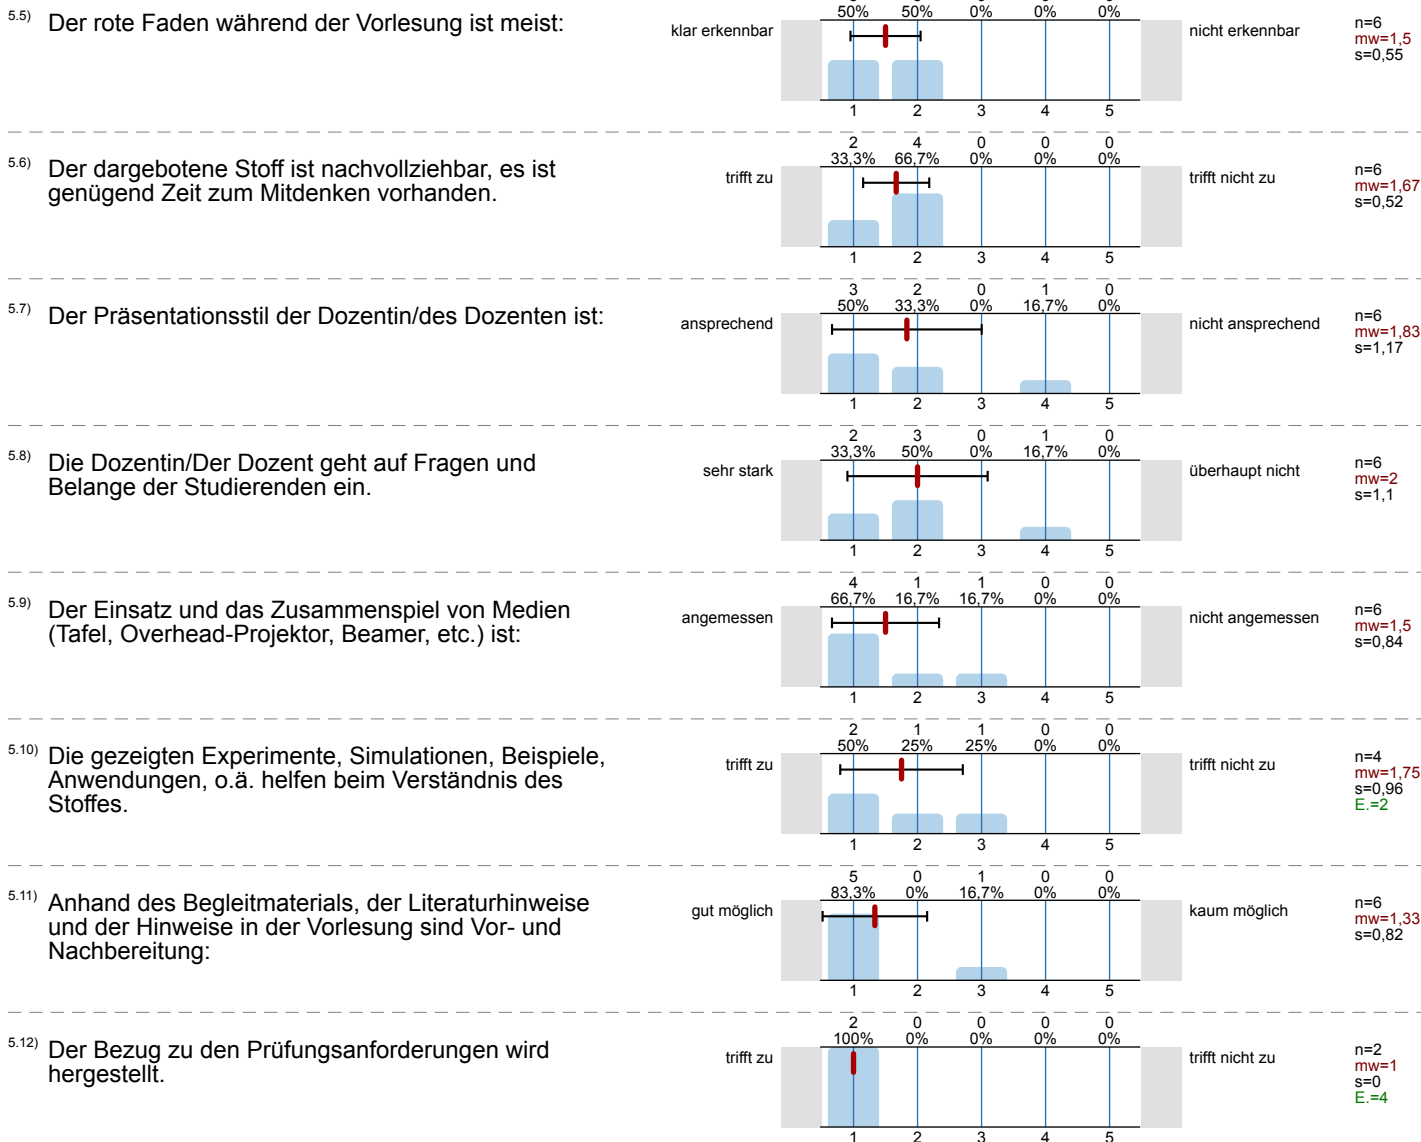 5.5) Der rote Faden während der Vorlesung ist meist:
klar erkennbar
50% 50% 0% 0% 0%
1 2 3 4 5
nicht erkennbar
n=6
mw=1,5
s=0,55
5.6) Der dargebotene Stoff ist nachvollziehbar, es ist
genügend Zeit zum Mitdenken vorhanden.
trifft zu
2 4 0 0 0
33,3% 66,7% 0% 0% 0%
1 2 3 4 5
trifft nicht zu
n=6
mw=1,67
s=0,52
5.7) Der Präsentationsstil der Dozentin/des Dozenten ist:
ansprechend
3 2 0 1 0
50% 33,3% 0% 16,7% 0%
1 2 3 4 5
nicht ansprechend
n=6
mw=1,83
s=1,17
5.8) Die Dozentin/Der Dozent geht auf Fragen und
Belange der Studierenden ein.
sehr stark
2 3 0 1 0
33,3% 50% 0% 16,7% 0%
1 2 3 4 5
überhaupt nicht
n=6
mw=2
s=1,1
5.9) Der Einsatz und das Zusammenspiel von Medien
(Tafel, Overhead-Projektor, Beamer, etc.) ist:
angemessen
4 1 1 0 0
66,7% 16,7% 16,7% 0% 0%
1 2 3 4 5
nicht angemessen
n=6
mw=1,5
s=0,84
5.10) Die gezeigten Experimente, Simulationen, Beispiele,
Anwendungen, o.ä. helfen beim Verständnis des
Stoffes.
trifft zu
2 1 1 0 0
50% 25% 25% 0% 0%
1 2 3 4 5
trifft nicht zu
n=4
mw=1,75
s=0,96
E.=2
5.11) Anhand des Begleitmaterials, der Literaturhinweise
und der Hinweise in der Vorlesung sind Vor- und
Nachbereitung:
gut möglich
5 0 1 0 0
83,3% 0% 16,7% 0% 0%
1 2 3 4 5
kaum möglich
n=6
mw=1,33
s=0,82
5.12) Der Bezug zu den Prüfungsanforderungen wird
hergestellt.
trifft zu
2 0 0 0 0
100% 0% 0% 0% 0%
1 2 3 4 5
trifft nicht zu
n=2
mw=1
s=0
E.=4